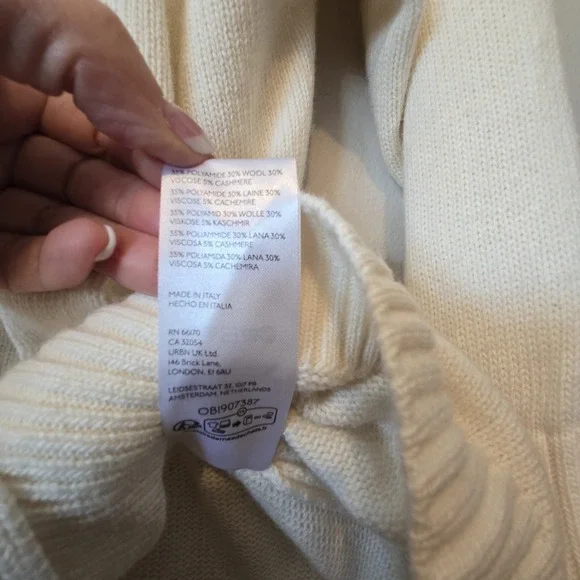 35% POLYAMIDE 30% WOOL 30%
VISCOSE 5% CASHMERE
35% POLYAMIDE 30% LAINE 30%
VISCOSE 5% CACHEMIRE
35% POLYAMID 30% WOLLE 30%
VISKOSE 5% KASCHMIR
35% POLIAMMIDE 30% LANA 30%
VISCOSA 5% CASHMERE
35% POLIAMIDA 30% LANA 30%
VISCOSA 5% CACHEMIRA
MADE IN ITALY
HECHO EN ITALIA
RN 66170
CA 32054
URBN UK Ltd.
146 Brick Lane,
LONDON, E1 6RU
LEIDSESTRAAT 32, 1017 PB
AMSTERDAM, NETHERLANDS
OB1907387